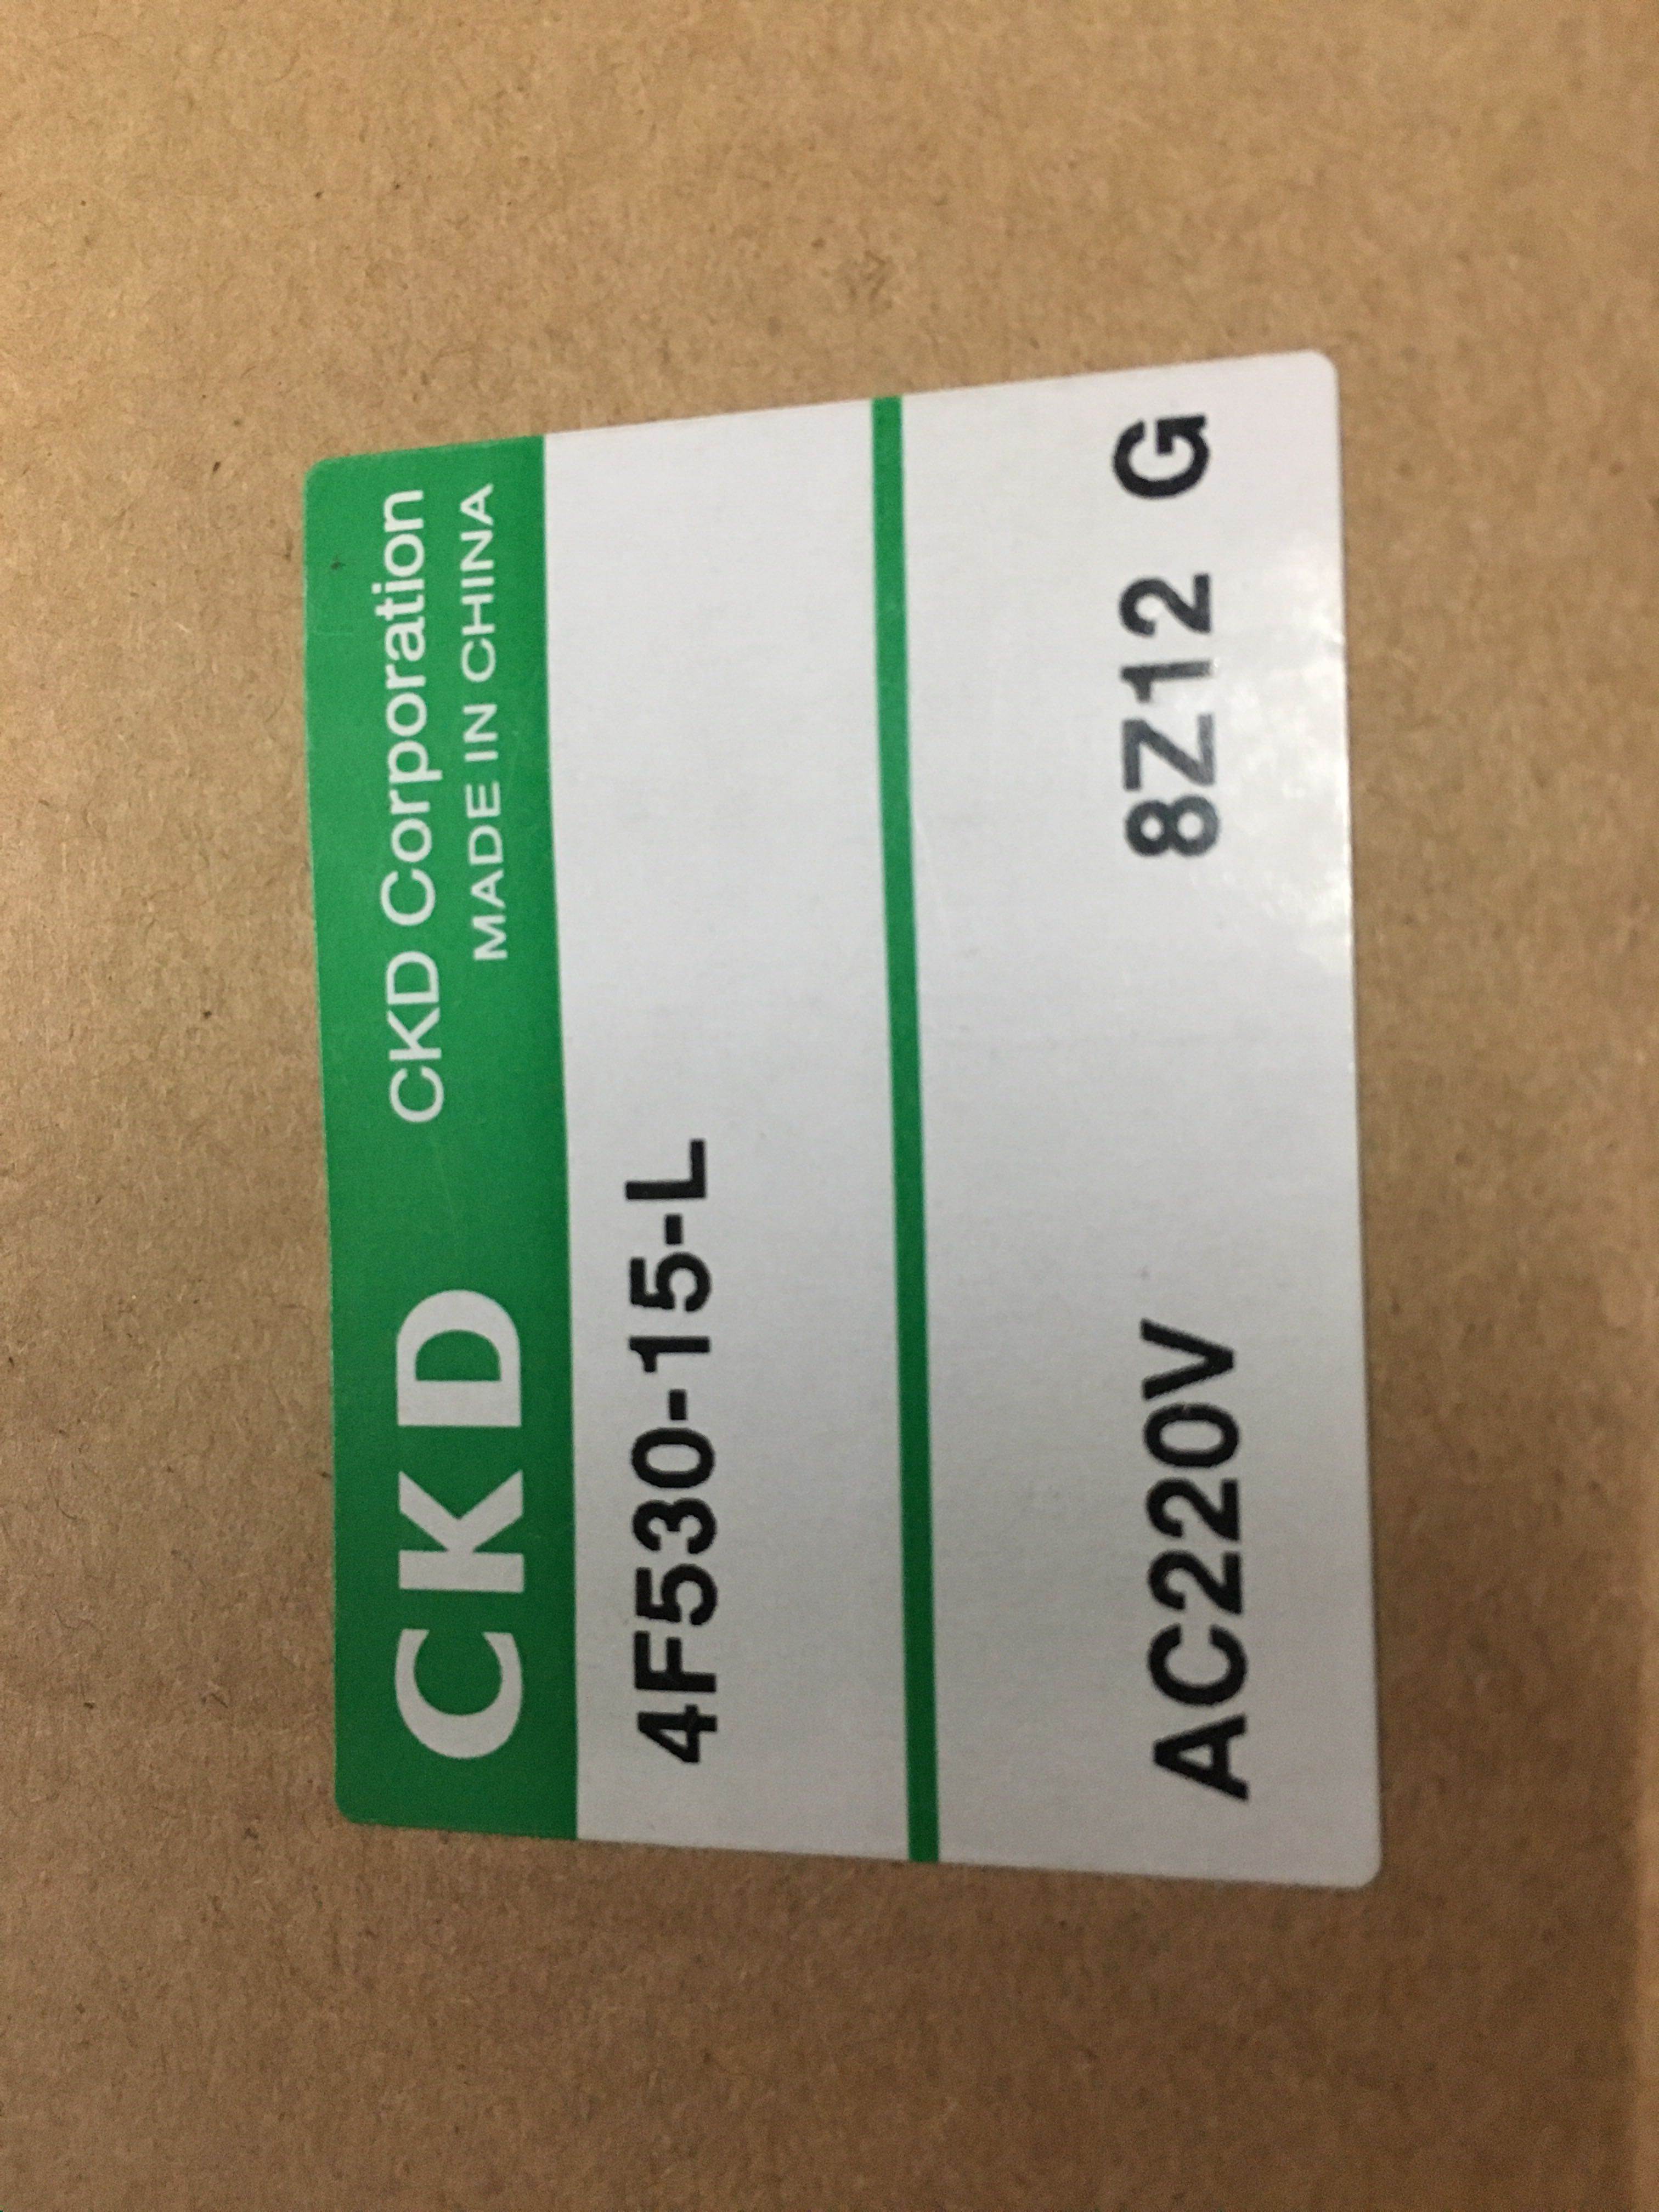 CKD CKD Corporation
MADE IN CHINA
4F530-15-L
AC220V 8Z12 G